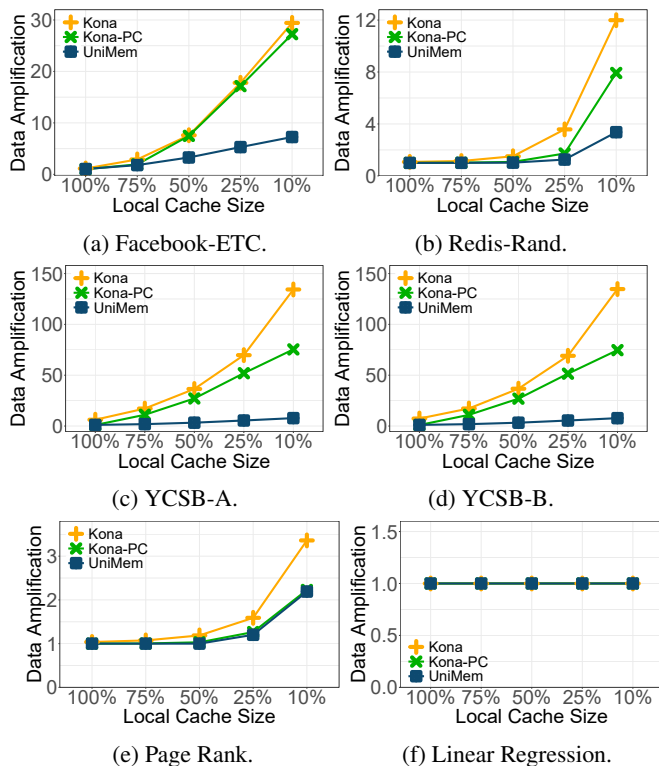 30
20
10
0
Data Amplification
Kona
Kona-PC
UniMem
100% 75% 50% 25% 10%
Local Cache Size
(a) Facebook-ETC.
12
8
4
0
Data Amplification
Kona
Kona-PC
UniMem
100% 75% 50% 25% 10%
Local Cache Size
(b) Redis-Rand.
150
100
50
0
Data Amplification
Kona
Kona-PC
UniMem
100% 75% 50% 25% 10%
Local Cache Size
(c) YCSB-A.
150
100
50
0
Data Amplification
Kona
Kona-PC
UniMem
100% 75% 50% 25% 10%
Local Cache Size
(d) YCSB-B.
3
2
1
0
Data Amplification
Kona
Kona-PC
UniMem
100% 75% 50% 25% 10%
Local Cache Size
(e) Page Rank.
1.5
1.0
0.5
0.0
Data Amplification
Kona
Kona-PC
UniMem
100% 75% 50% 25% 10%
Local Cache Size
(f) Linear Regression.